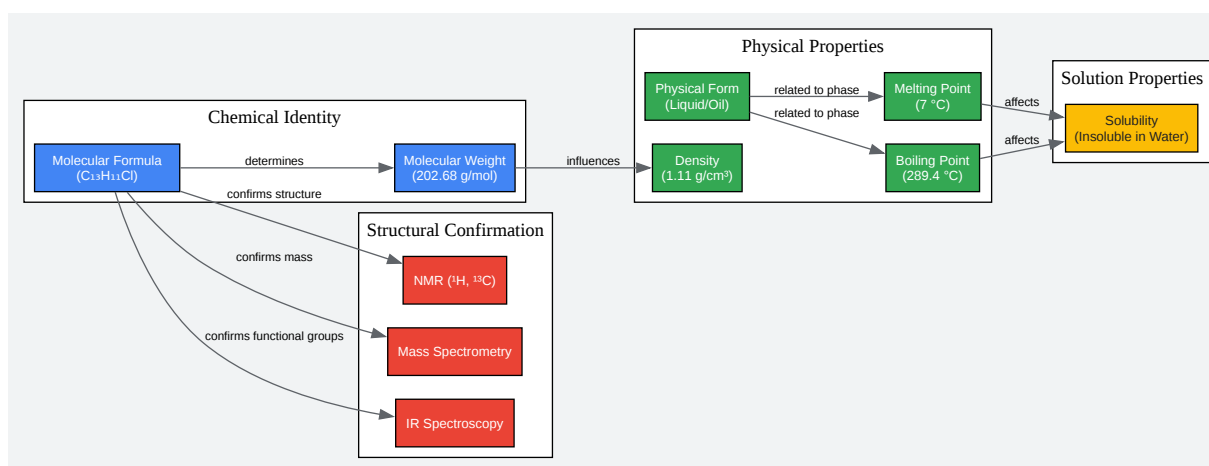 Chemical Identity
Molecular Formula
(C₁₃H₁₁Cl)
determines
Molecular Weight
(202.68 g/mol)
influences
confirms structure
confirms mass
confirms functional groups
Structural Confirmation
NMR (¹H, ¹³C)
Mass Spectrometry
IR Spectroscopy
Physical Properties
Physical Form
(Liquid/Oil)
related to phase
related to phase
Melting Point
(7 °C)
Density
(1.11 g/cm³)
Boiling Point
(289.4 °C)
affects
affects
Solution Properties
Solubility
(Insoluble in Water)